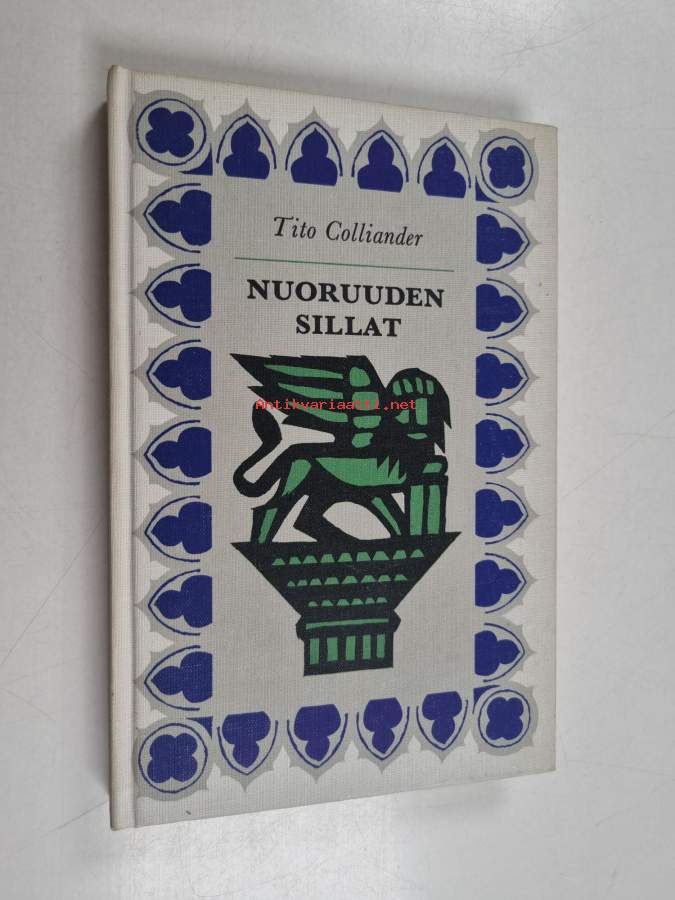 Tito Colliander
NUORUUDEN
SILLAT
Antikvariaatti.net